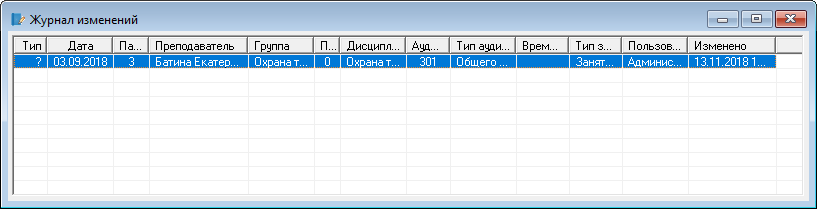 Журнал изменений
Тип Дата Па... Преподаватель Группа П... Дисципл... Ауд... Тип ауди... Врем... Тип з... Пользов... Изменено
? 03.09.2018 3 Батина Екатер... Охрана т... 0 Охрана т... 301 Общего ... Занят... Админис... 13.11.2018 1...